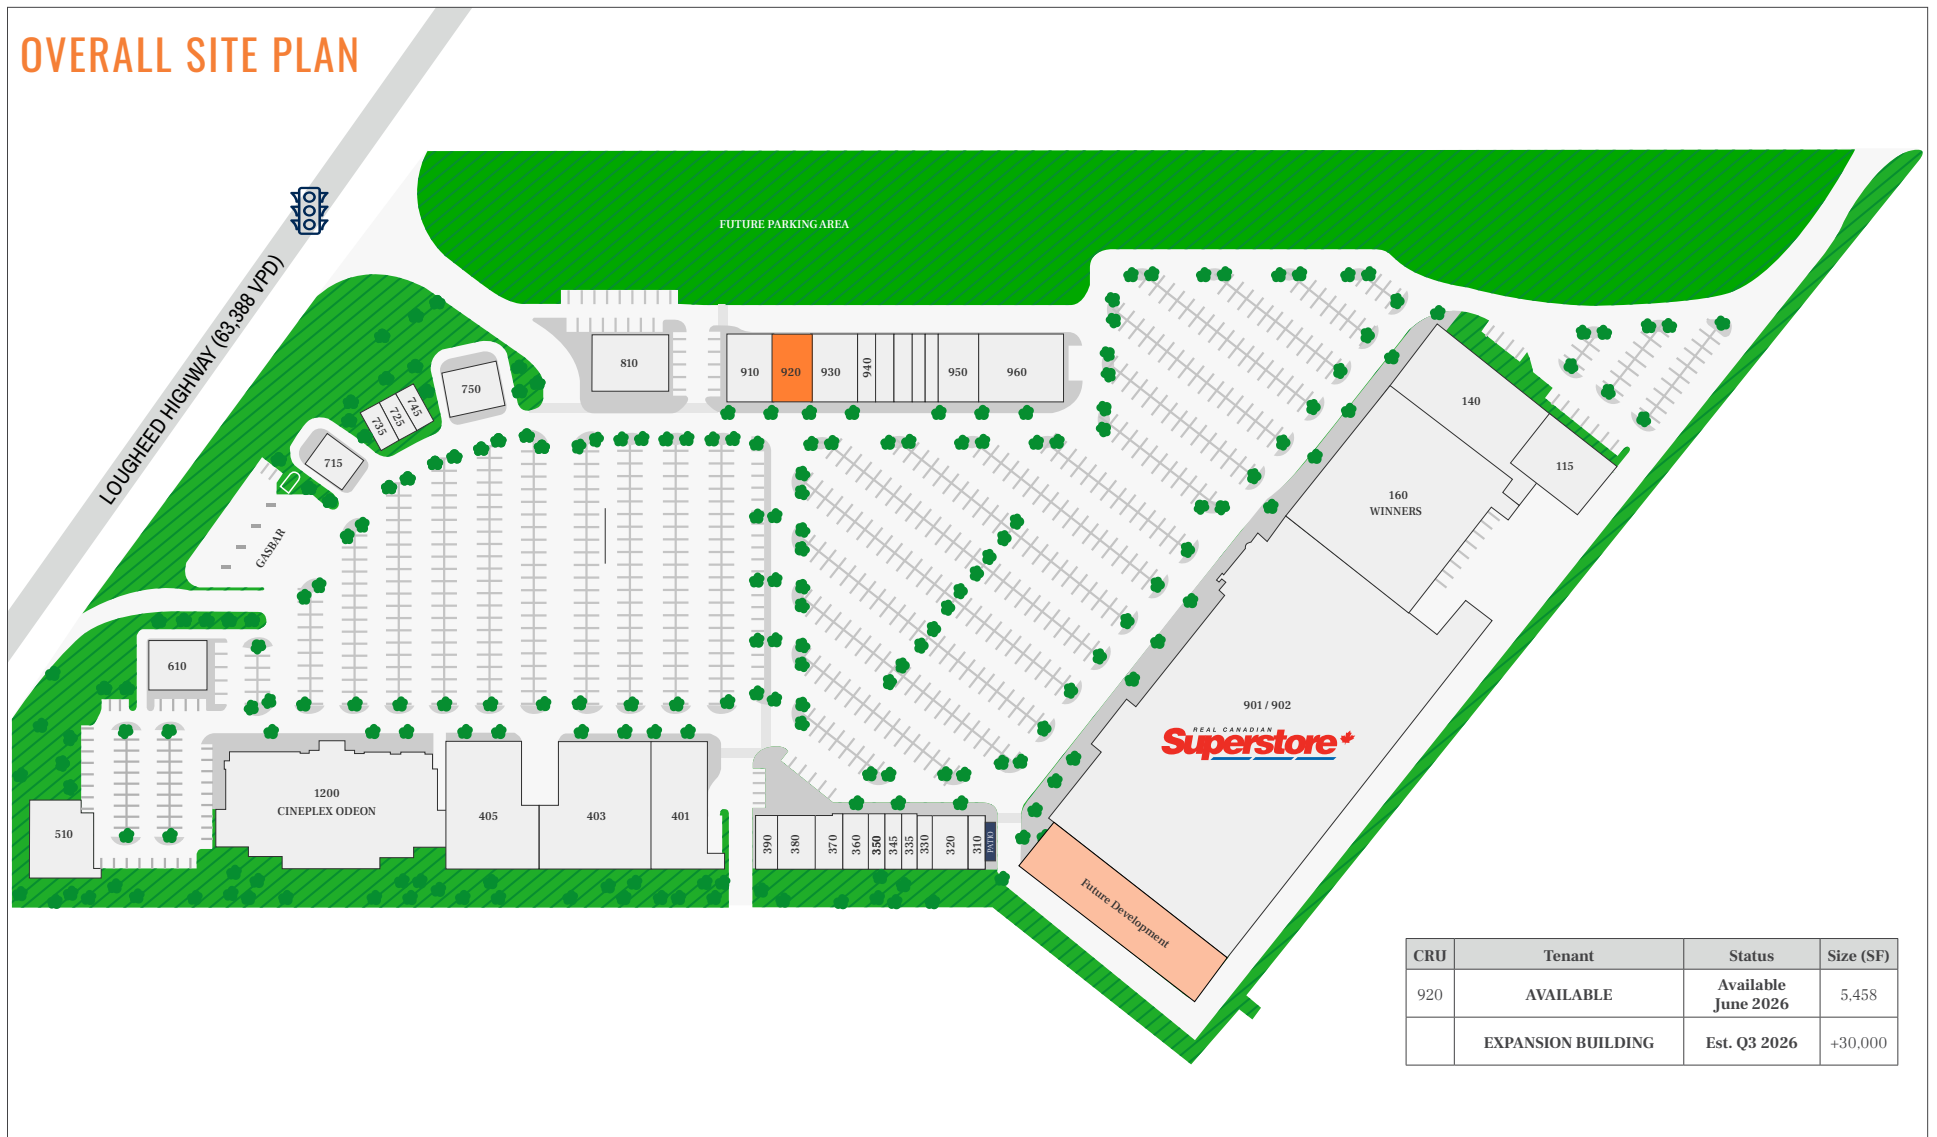 OVERALL SITE PLAN
LOUGHEED HIGHWAY (63,388 VPD)
FUTURE PARKING AREA
810
910
920
930
940
950
960
750
745
725
735
715
GASBAR
140
115
160
WINNERS
610
901 / 902
REAL CANADIAN
Superstore
1200
CINEPLEX ODEON
405
403
401
510
390
380
370
360
350
345
335
330
320
310
PATIO
Future Development
CRU Tenant Status Size (SF)
920 AVAILABLE Available June 2026 5,458
EXPANSION BUILDING Est. Q3 2026 +30,000